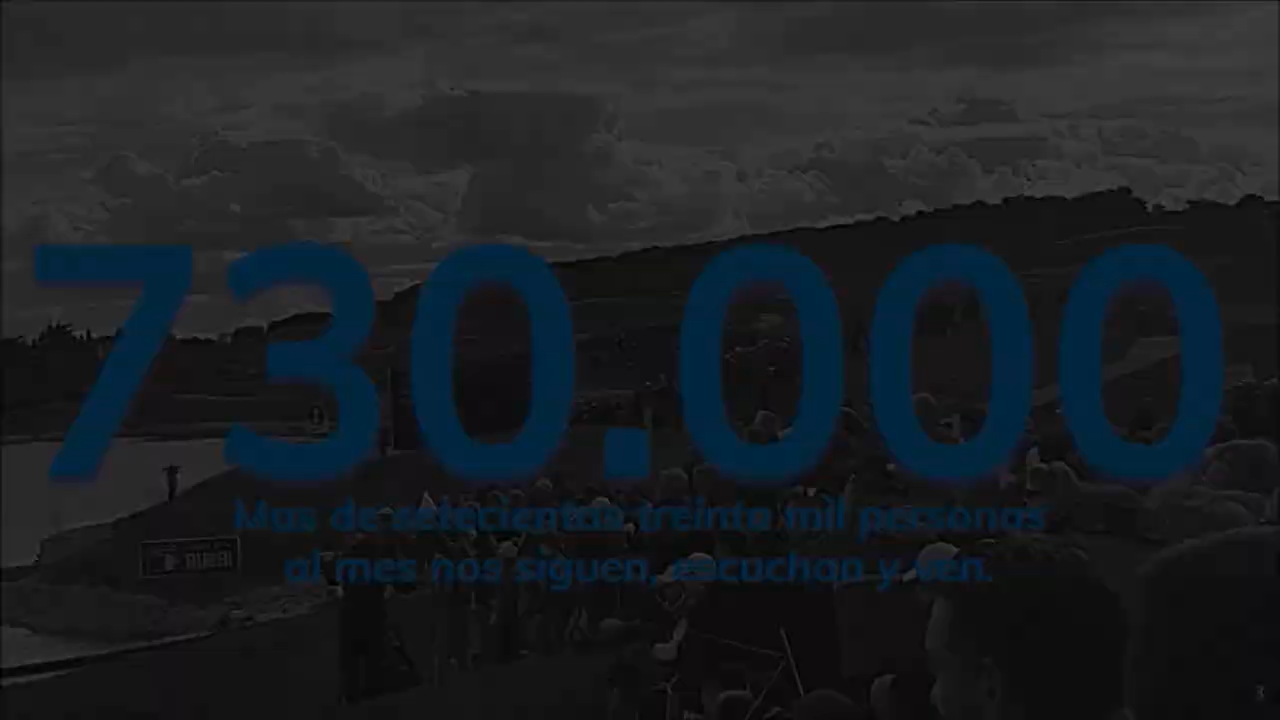 730.000
Mas de setecientas treinta mil personas
al mes nos siguen, escuchan y ven.